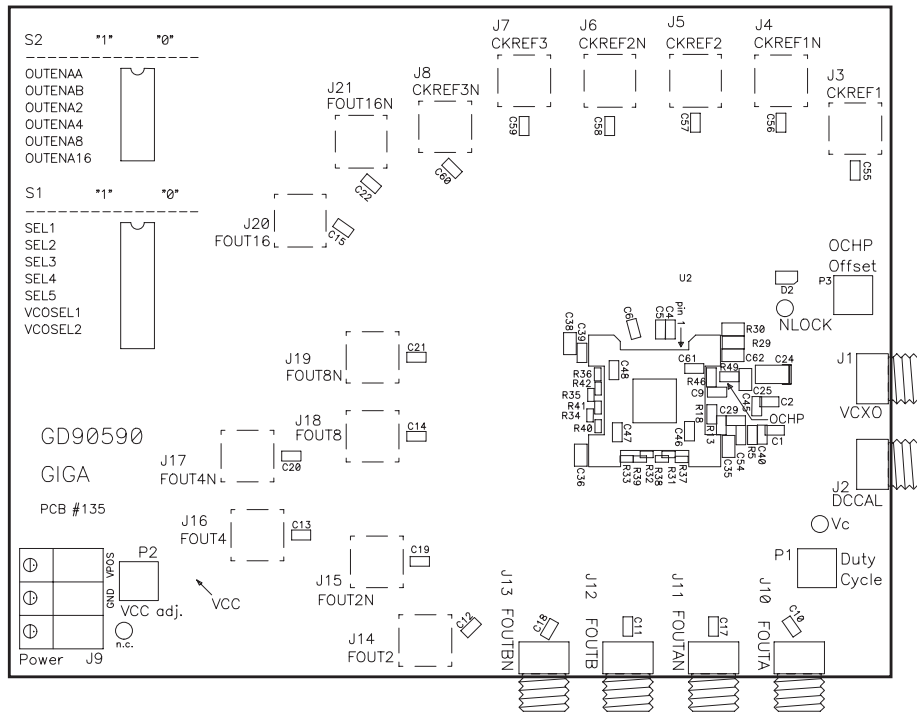 S2 "1" "0"
OUTENAA
OUTENAB
OUTENA2
OUTENA4
OUTENA8
OUTENA16
S1 "1" "0"
SEL1
SEL2
SEL3
SEL4
SEL5
VCOSEL1
VCOSEL2
J7
CKREF3
J6
CKREF2N
J5
CKREF2
J4
CKREF1N
J3
CKREF1
J8
CKREF3N
J21
FOUT16N
J20
FOUT16
C59
C58
C57
C56
C55
C60
C22
C15
OCHP
Offset
P3
D2
NLOCK
U2
pin 1
C6
C5
C4
C38
C39
R30
R29
C62
C61
C48
R49
C24
R46
C9
R36
R42
R35
R41
R34
R40
C25
C45
C2
OCHP
R18
C29
R13
C47
C46
C36
C35
C54
R5
C40
C1
R33
R39
R32
R38
R31
R37
J1
VCXO
J2
DCCAL
Vc
P1
Duty
Cycle
J19
FOUT8N
C21
J18
FOUT8
C14
GD90590
GIGA
PCB #135
J17
FOUT4N
C20
J16
FOUT4
C13
J15
FOUT2N
C19
J14
FOUT2
C12
VPOS
GND
P2
VCC adj.
VCC
n.c.
Power J9
J13 FOUTBN
C18
J12 FOUTB
C11
J11 FOUTAN
C17
J10 FOUTA
C10